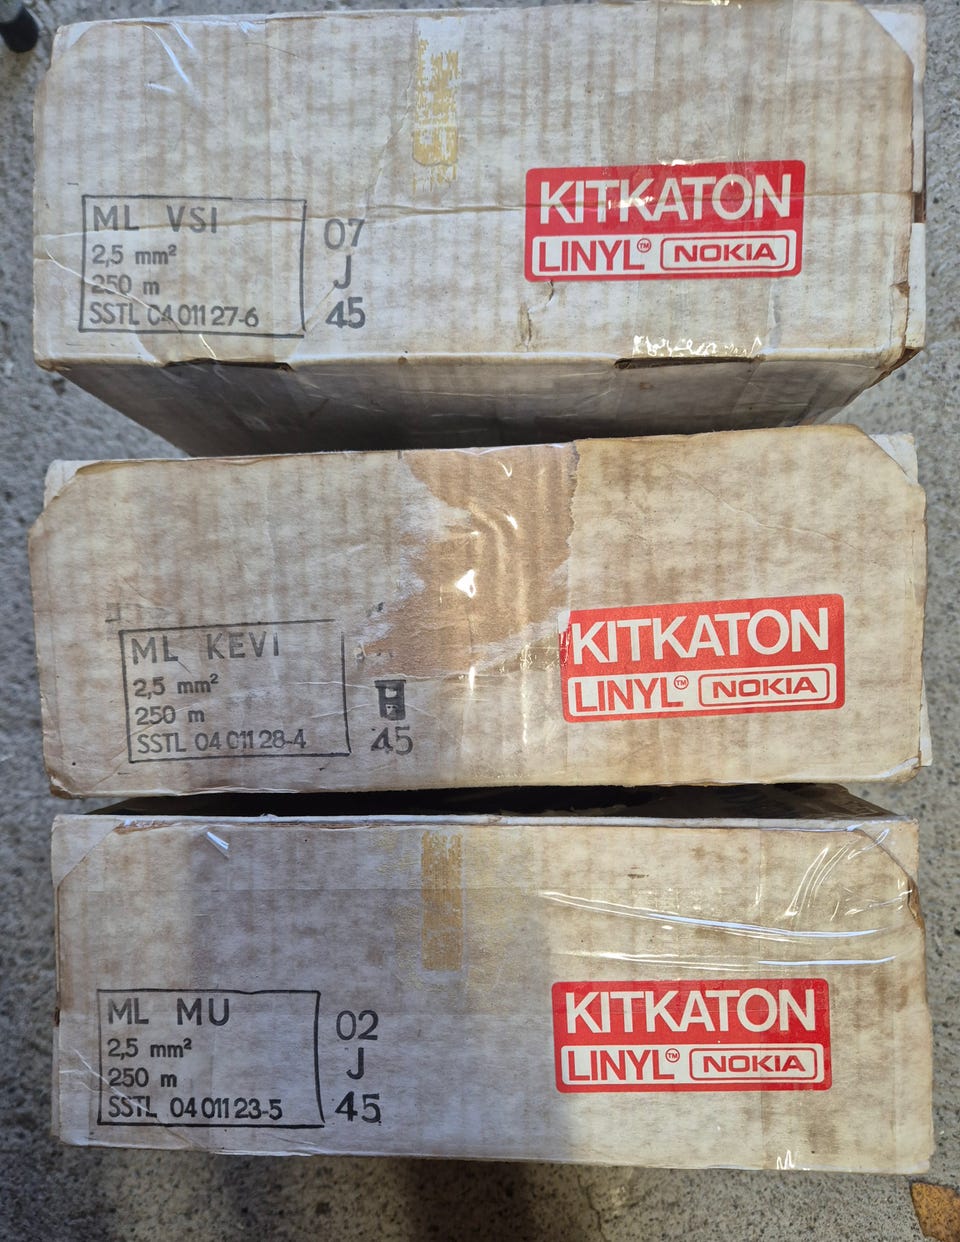 ML VSI
2,5 mm²
250 m
SSTL 04 011 27-6
07
J
45
KITKATON
LINYL™ NOKIA
ML KEVI
2,5 mm²
250 m
SSTL 04 011 28-4
45
KITKATON
LINYL™ NOKIA
ML MU
2,5 mm²
250 m
SSTL 04 011 23-5
02
J
45
KITKATON
LINYL™ NOKIA